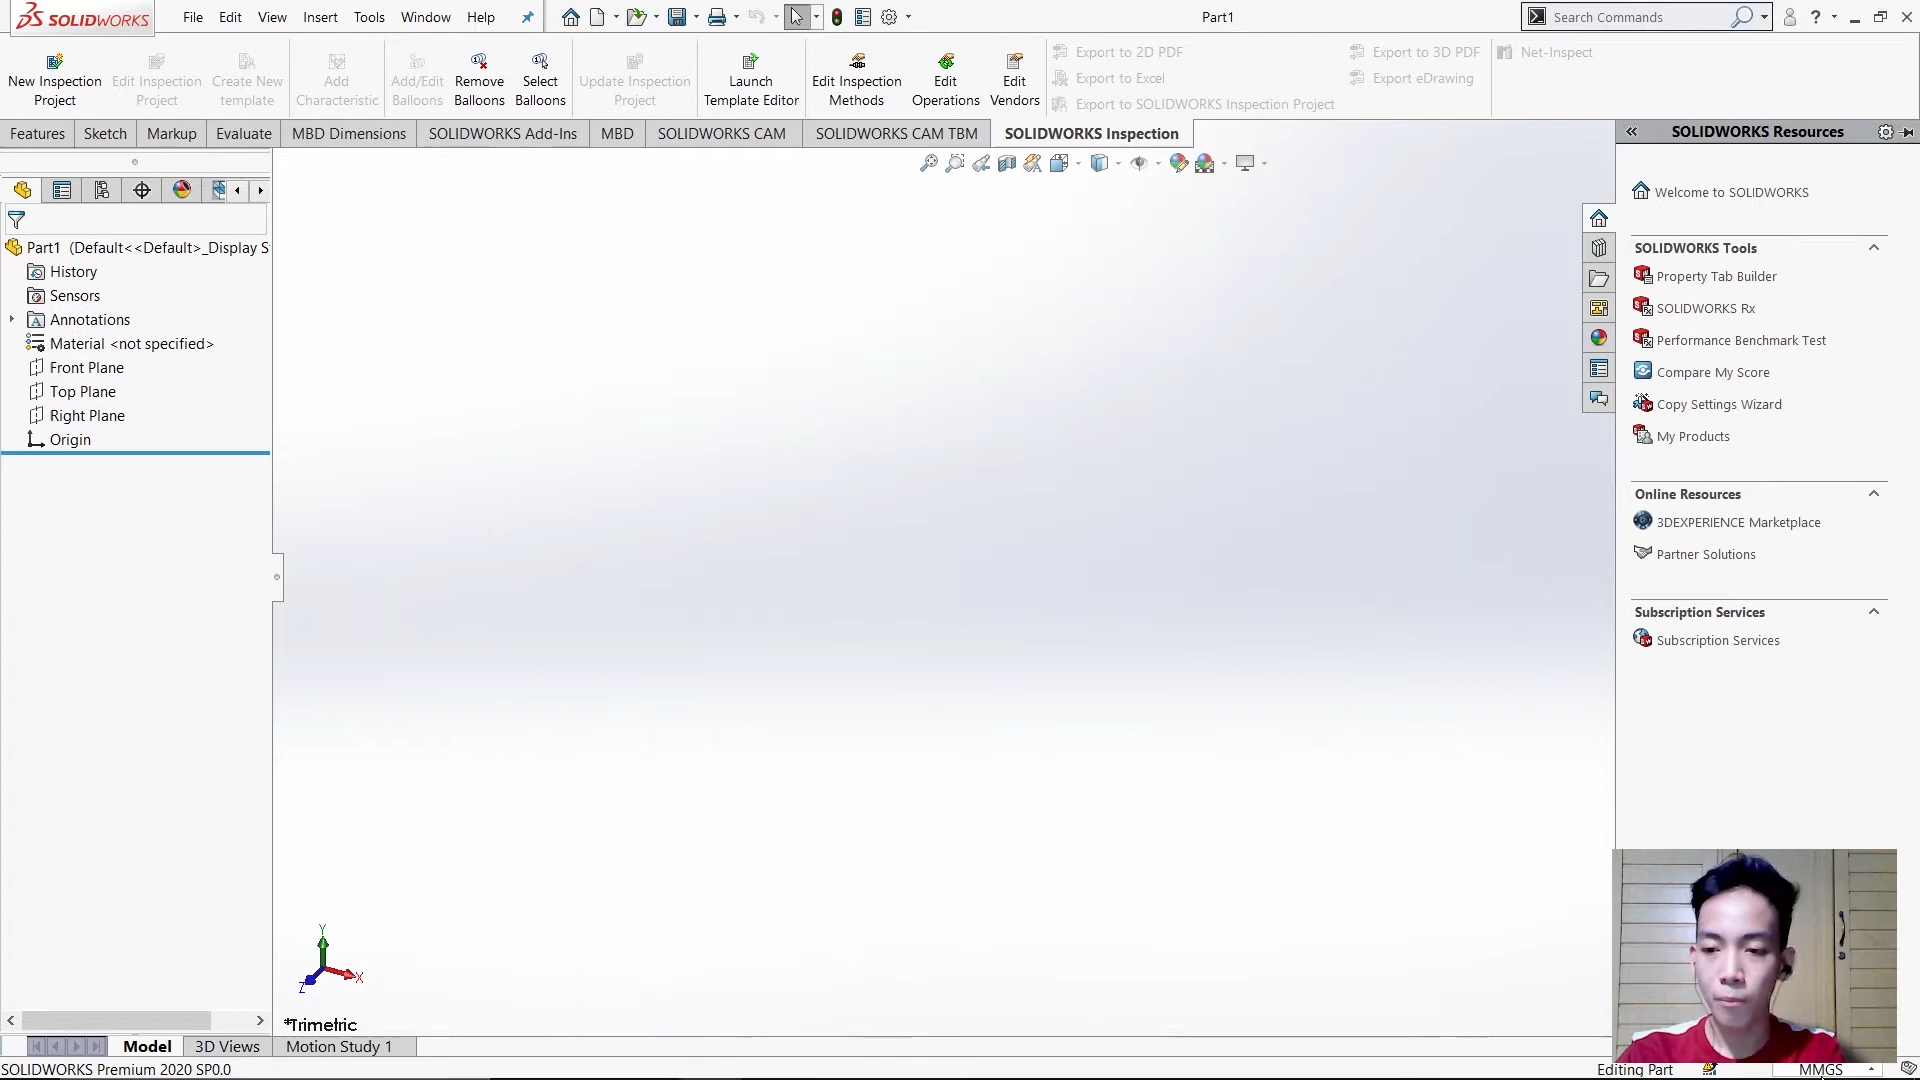 SOLIDWORKS File Edit View Insert Tools Window Help Part1 Search Commands
New Inspection Project
Edit Inspection Project
Create New template
Add Characteristic
Add/Edit Balloons
Remove Balloons
Select Balloons
Update Inspection Project
Launch Template Editor
Edit Inspection Methods
Edit Operations
Edit Vendors
Export to 2D PDF
Export to Excel
Export to SOLIDWORKS Inspection Project
Export to 3D PDF
Export eDrawing
Net-Inspect
Features Sketch Markup Evaluate MBD Dimensions SOLIDWORKS Add-Ins MBD SOLIDWORKS CAM SOLIDWORKS CAM TBM SOLIDWORKS Inspection
Part1 (Default<<Default>_Display S
History
Sensors
Annotations
Material <not specified>
Front Plane
Top Plane
Right Plane
Origin
SOLIDWORKS Resources
Welcome to SOLIDWORKS
SOLIDWORKS Tools
Property Tab Builder
SOLIDWORKS Rx
Performance Benchmark Test
Compare My Score
Copy Settings Wizard
My Products
Online Resources
3DEXPERIENCE Marketplace
Partner Solutions
Subscription Services
Subscription Services
Y
X
Z
*Trimetric
Model 3D Views Motion Study 1
SOLIDWORKS Premium 2020 SP0.0 Editing Part MMGS